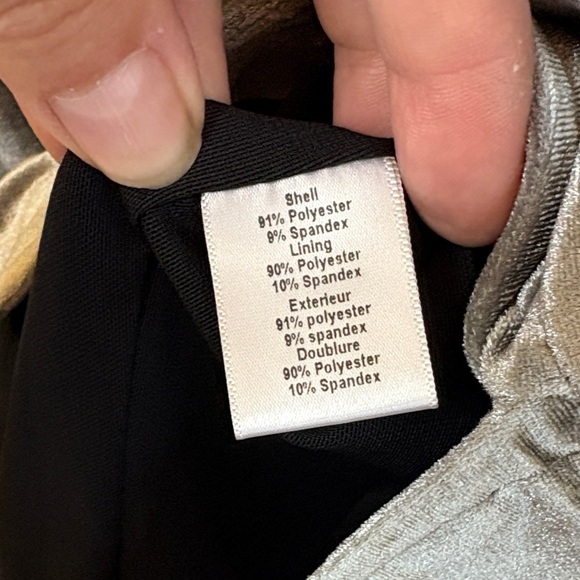 Shell
91% Polyester
9% Spandex
Lining
90% Polyester
10% Spandex
Exterieur
91% polyester
9% spandex
Doublure
90% Polyester
10% Spandex